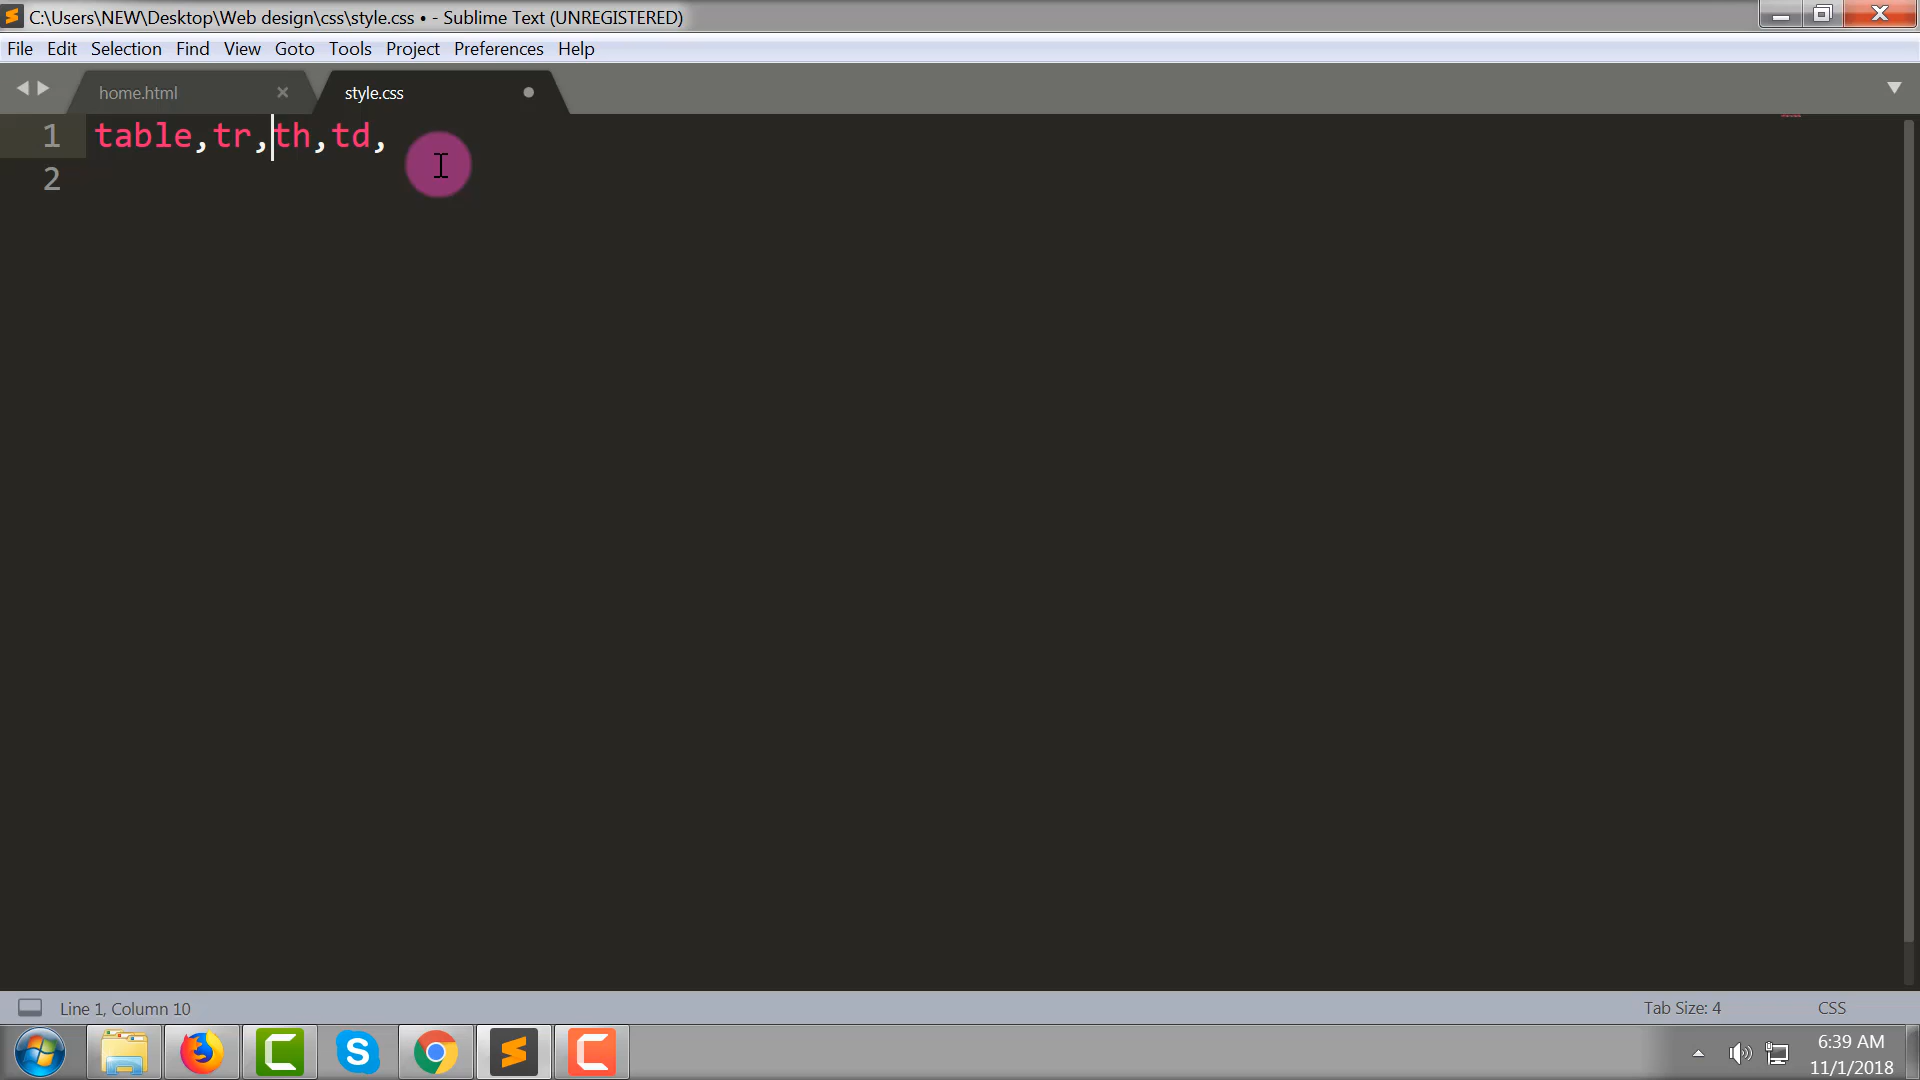 C:\Users\NEW\Desktop\Web design\css\style.css • - Sublime Text (UNREGISTERED)
File Edit Selection Find View Goto Tools Project Preferences Help
home.html × style.css
1 table,tr,th,td,
2
Line 1, Column 10 Tab Size: 4 CSS
6:39 AM
11/1/2018